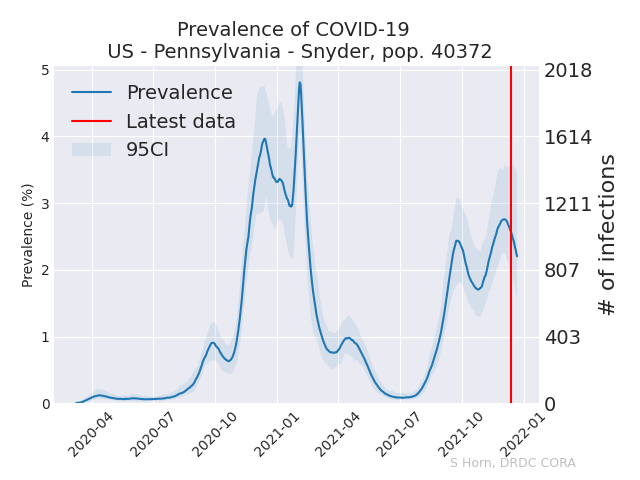 Prevalence of COVID-19
US - Pennsylvania - Snyder, pop. 40372
Prevalence
Latest data
95CI
Prevalence (%)
5
4
3
2
1
0
2018
1614
1211
807
403
0
# of infections
2020-04
2020-07
2020-10
2021-01
2021-04
2021-07
2021-10
2022-01
S Horn, DRDC CORA